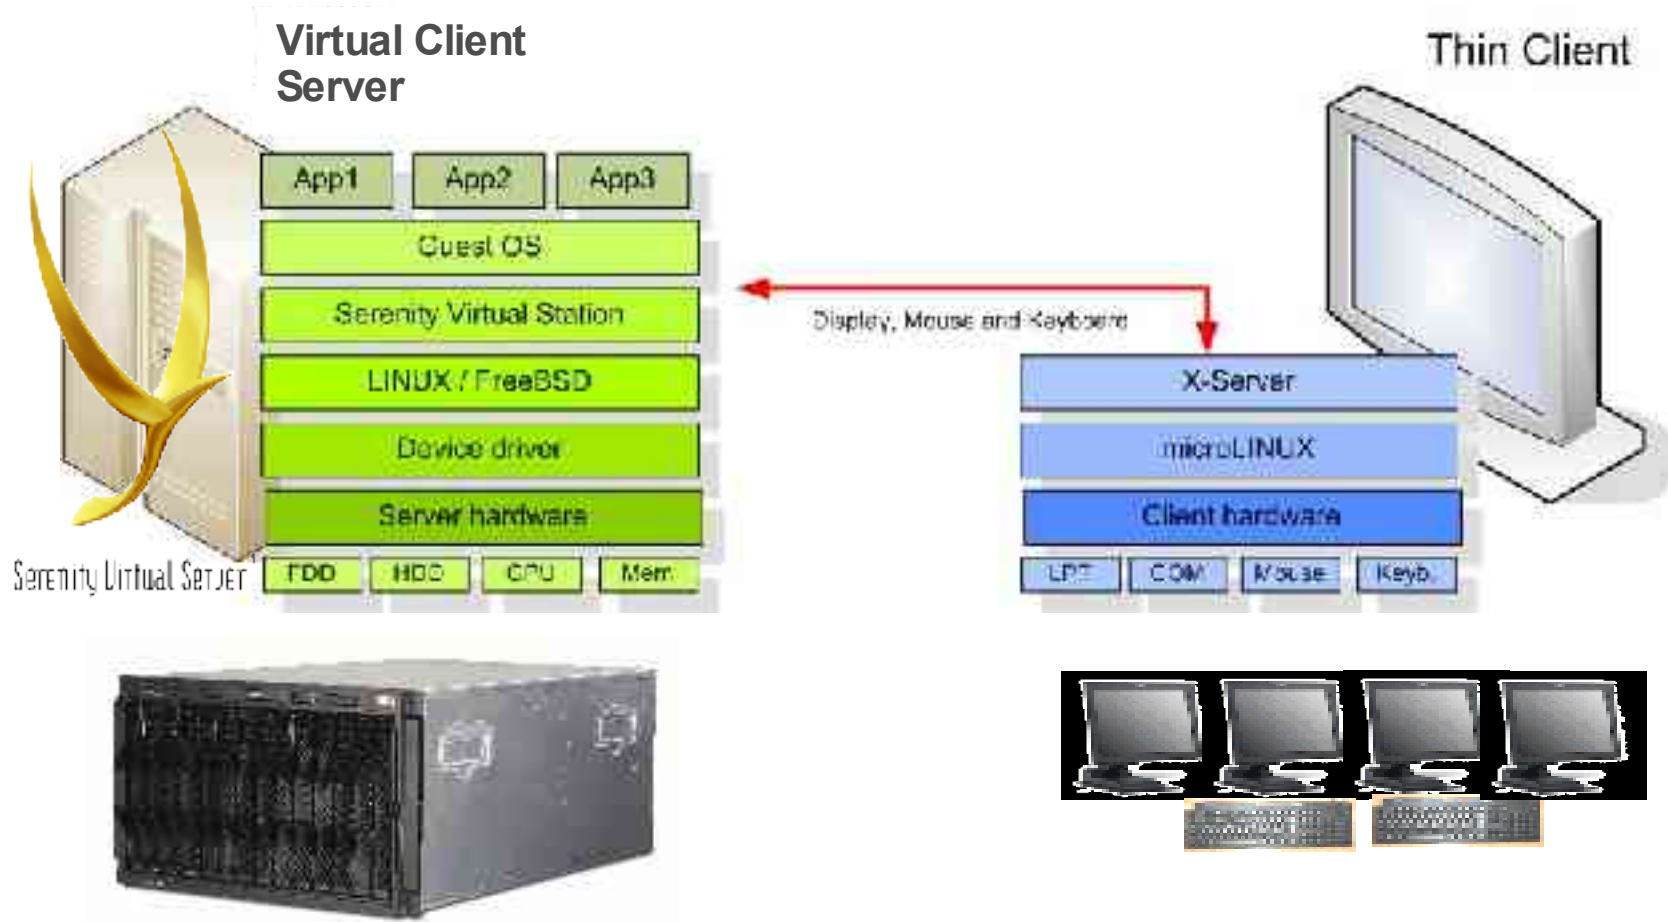 Virtual Client
Server
Thin Client
App1
App2
App3
Guest OS
Serenity Virtual Station
LINUX / FreeBSD
Device driver
Server hardware
FDD
HDD
CPU
Mem
Serenity Virtual Server
Display, Mouse and Keyboard
X-Server
microLINUX
Client hardware
LPT
COM
Mouse
Keyb.